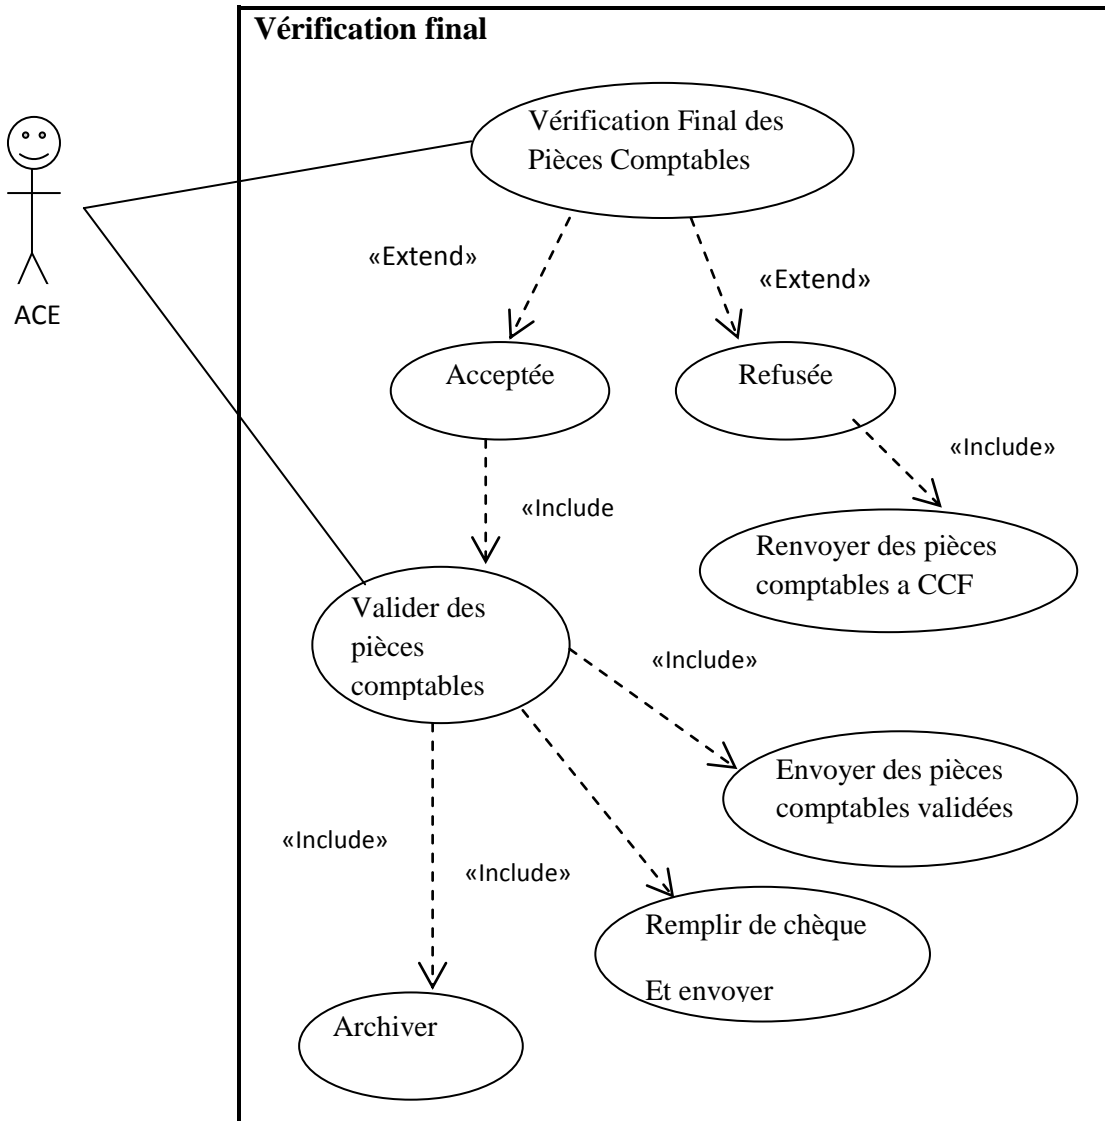 Vérification final
Vérification Final des
Pièces Comptables
«Extend»
«Extend»
ACE
Acceptée
Refusée
«Include»
«Include
Renvoyer des pièces
comptables a CCF
Valider des
pièces
comptables
«Include»
Envoyer des pièces
comptables validées
«Include»
«Include»
Remplir de chèque
Et envoyer
Archiver